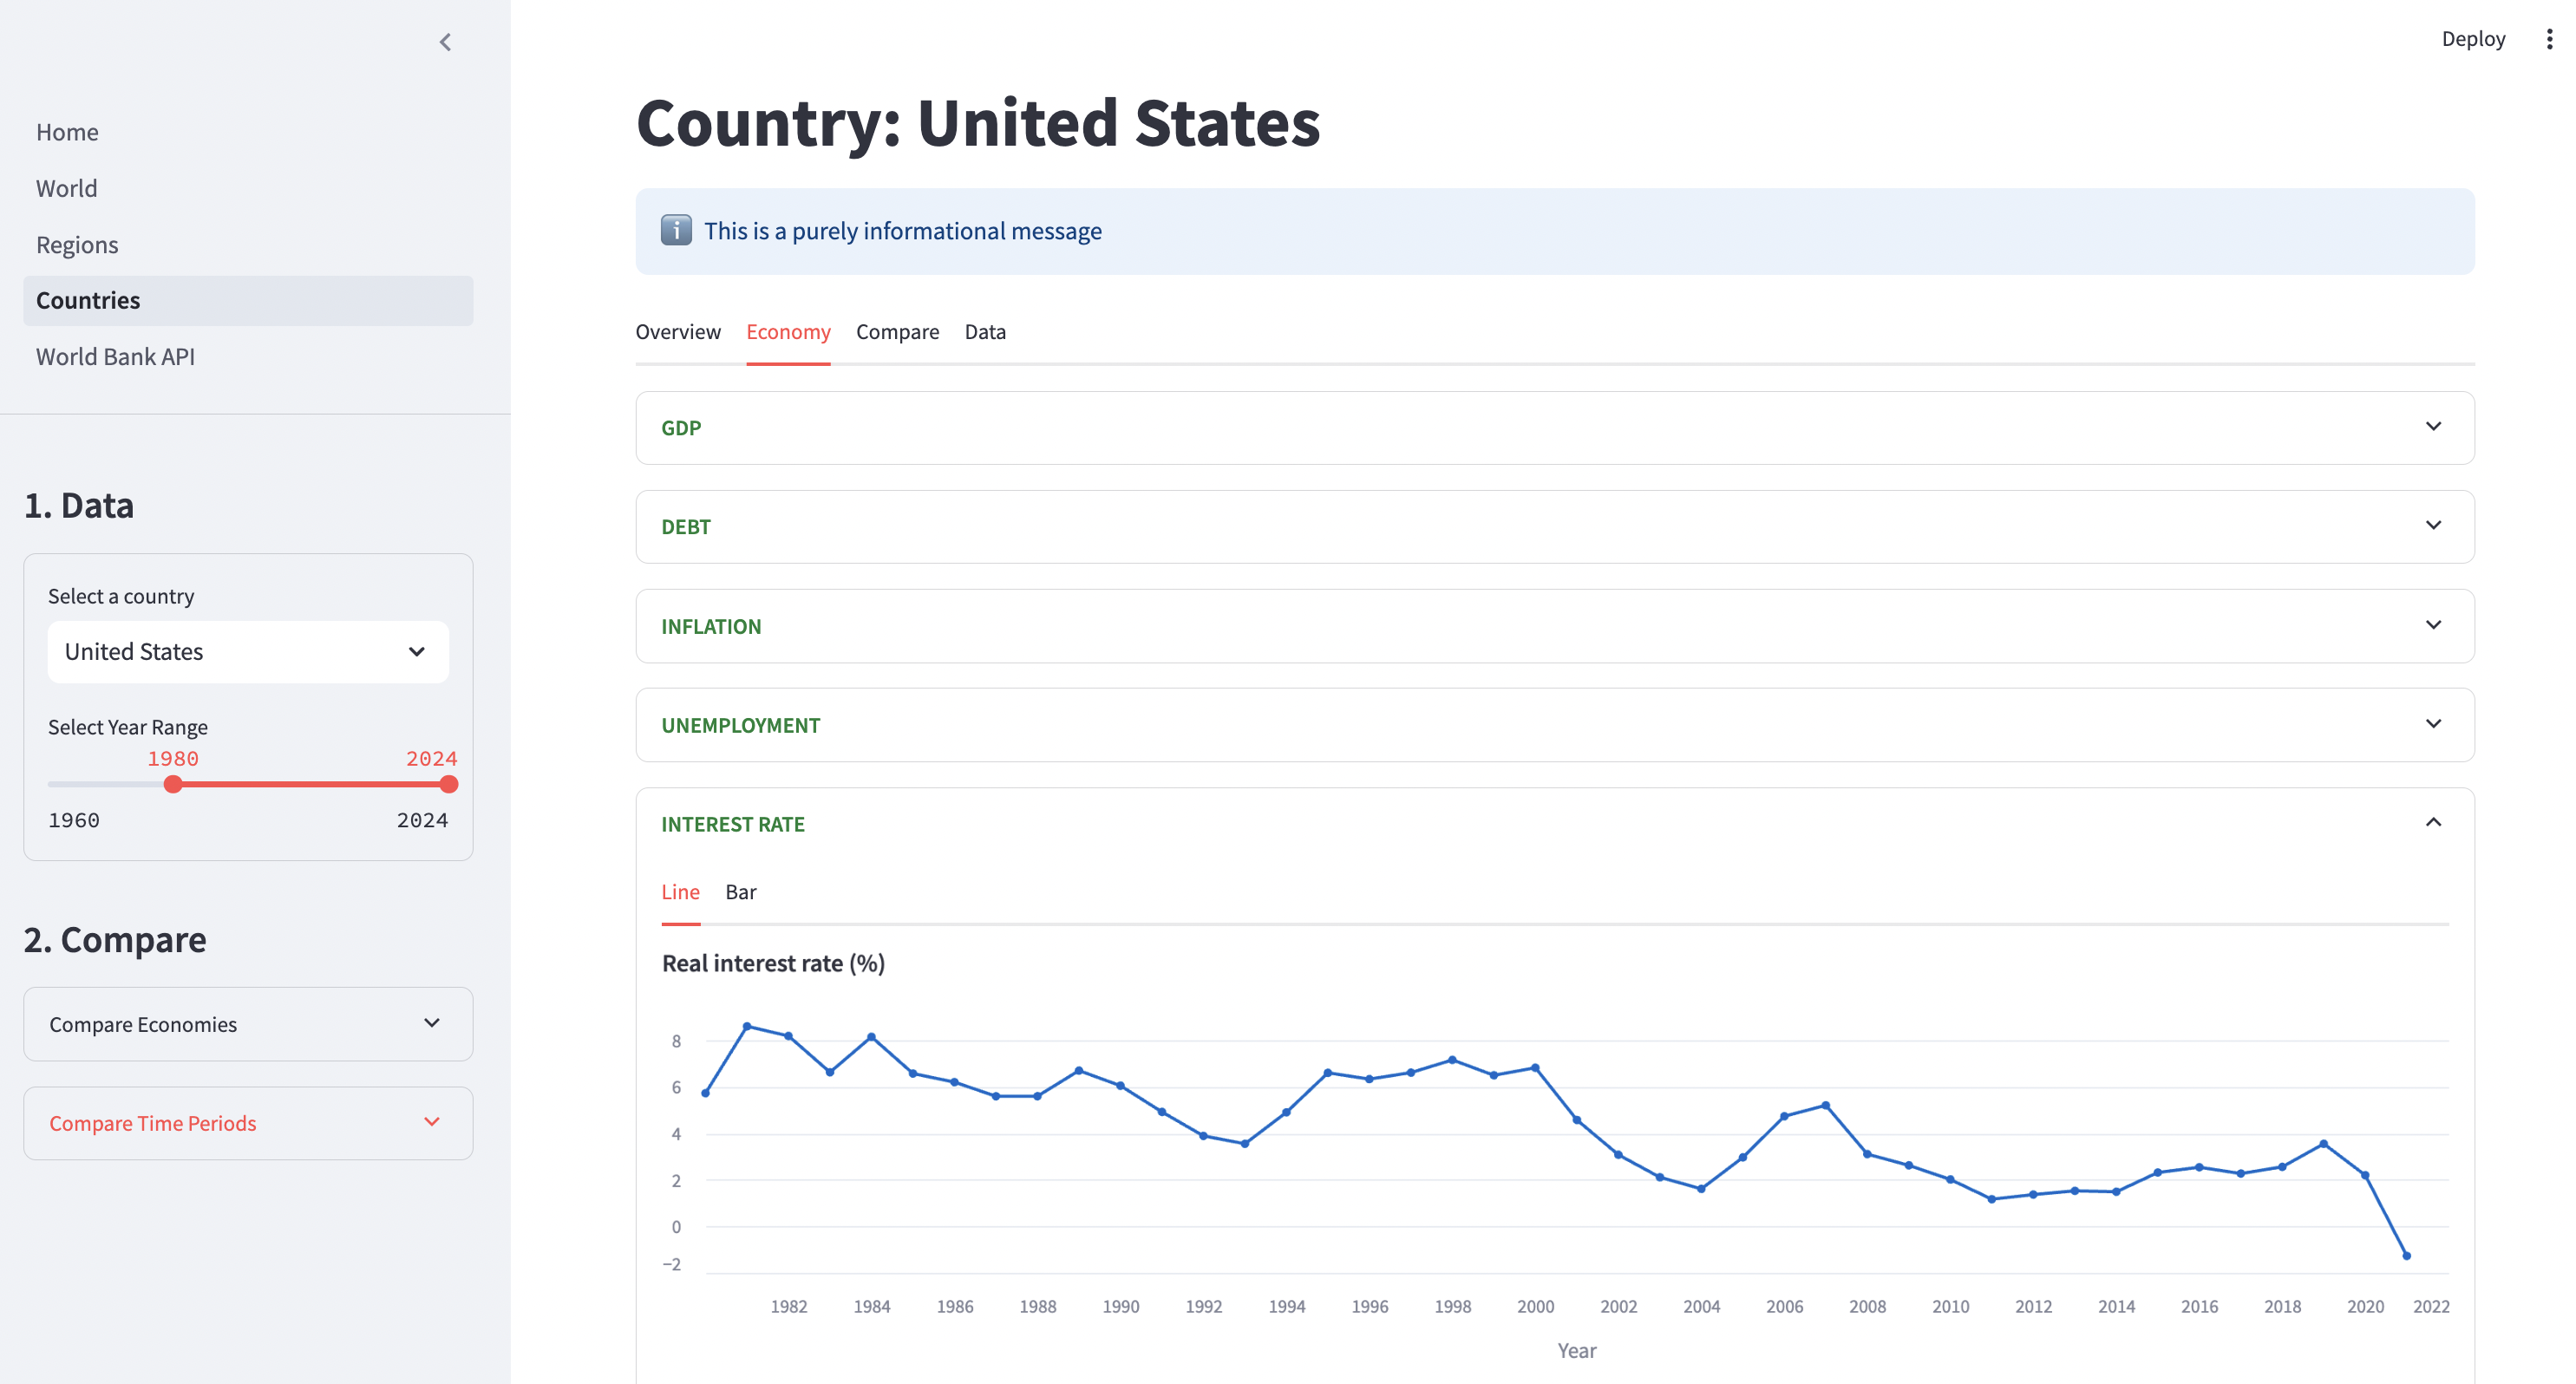 Deploy
Home
World
Regions
Countries
World Bank API
1. Data
Select a country
United States
Select Year Range
1980 2024
1960 2024
2. Compare
Compare Economies
Compare Time Periods
Country: United States
i This is a purely informational message
Overview Economy Compare Data
GDP
DEBT
INFLATION
UNEMPLOYMENT
INTEREST RATE
Line Bar
Real interest rate (%)
8
6
4
2
0
−2
1982 1984 1986 1988 1990 1992 1994 1996 1998 2000 2002 2004 2006 2008 2010 2012 2014 2016 2018 2020 2022
Year